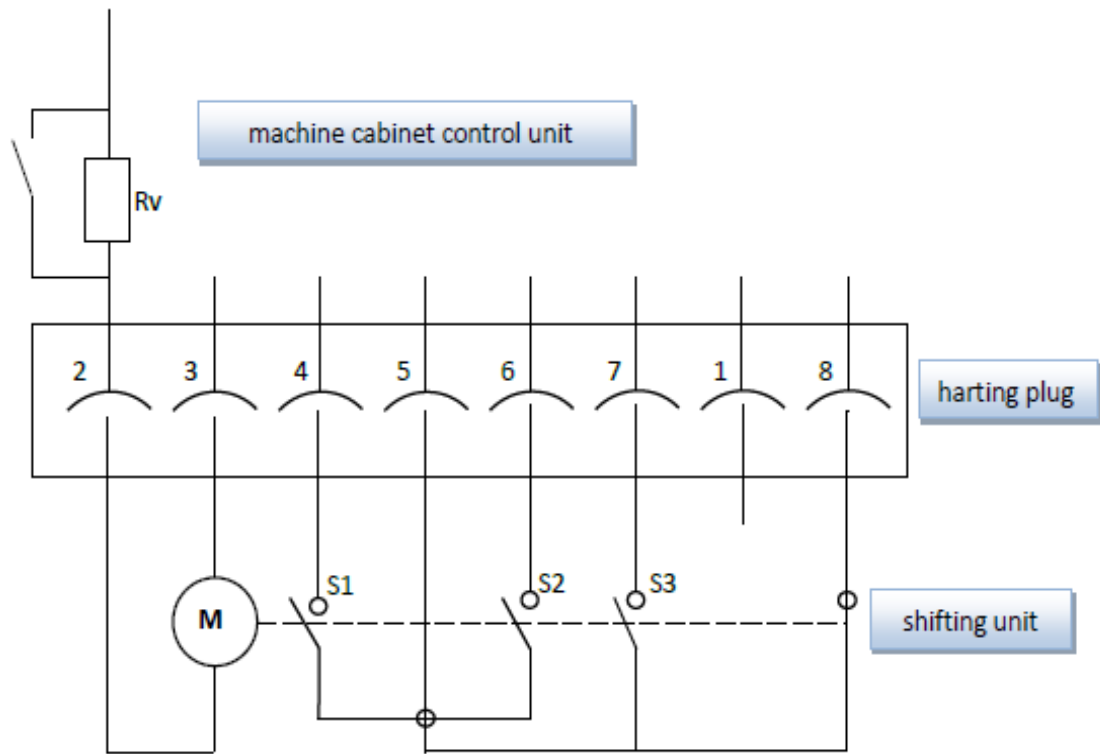 machine cabinet control unit
Rv
2 3 4 5 6 7 1 8
harting plug
S1 S2 S3
M
shifting unit